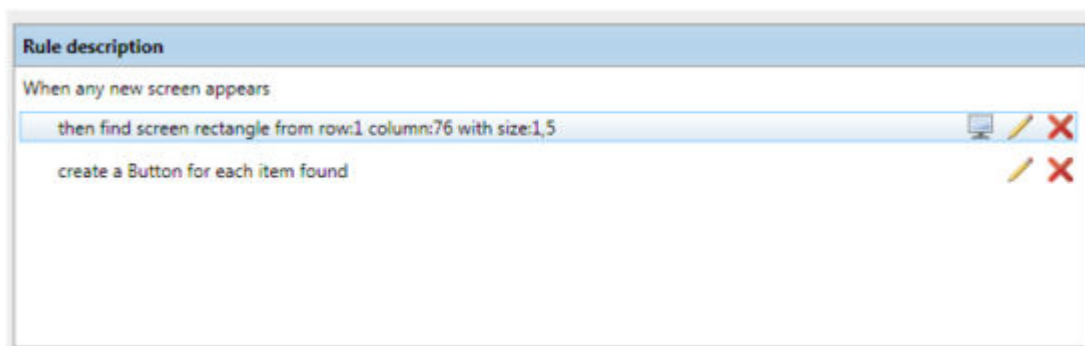 Rule description
When any new screen appears
then find screen rectangle from row:1 column:76 with size:1,5
create a Button for each item found